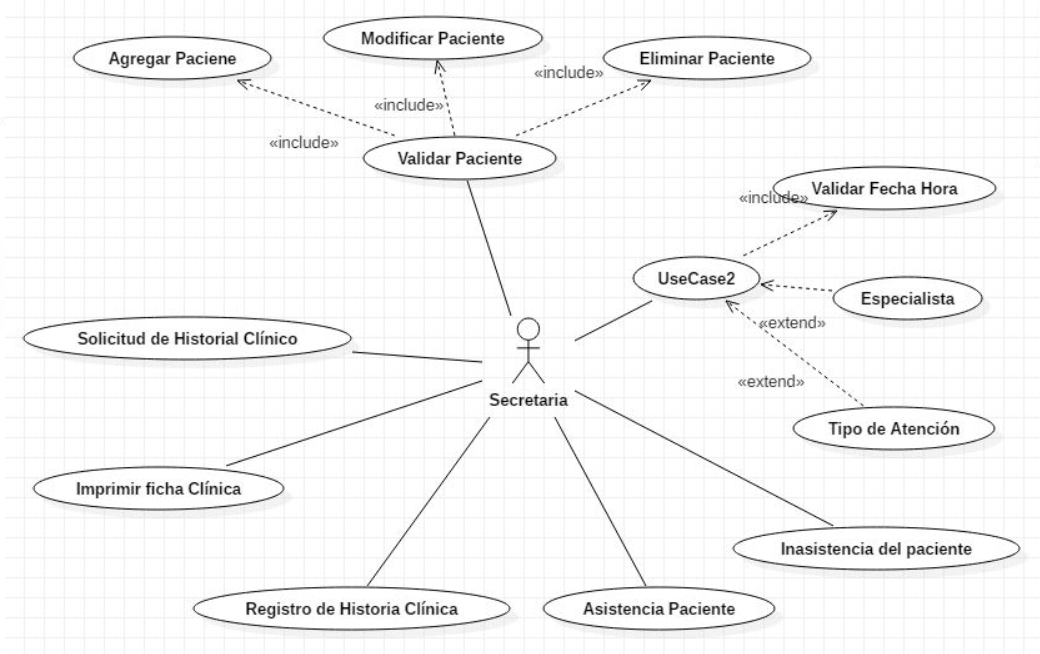 Modificar Paciente
Agregar Paciene
Eliminar Paciente
«include»
«include»
«include»
Validar Paciente
Validar Fecha Hora
«include»
UseCase2
Especialista
«extend»
Solicitud de Historial Clínico
«extend»
Secretaria
Tipo de Atención
Imprimir ficha Clínica
Inasistencia del paciente
Registro de Historia Clínica
Asistencia Paciente